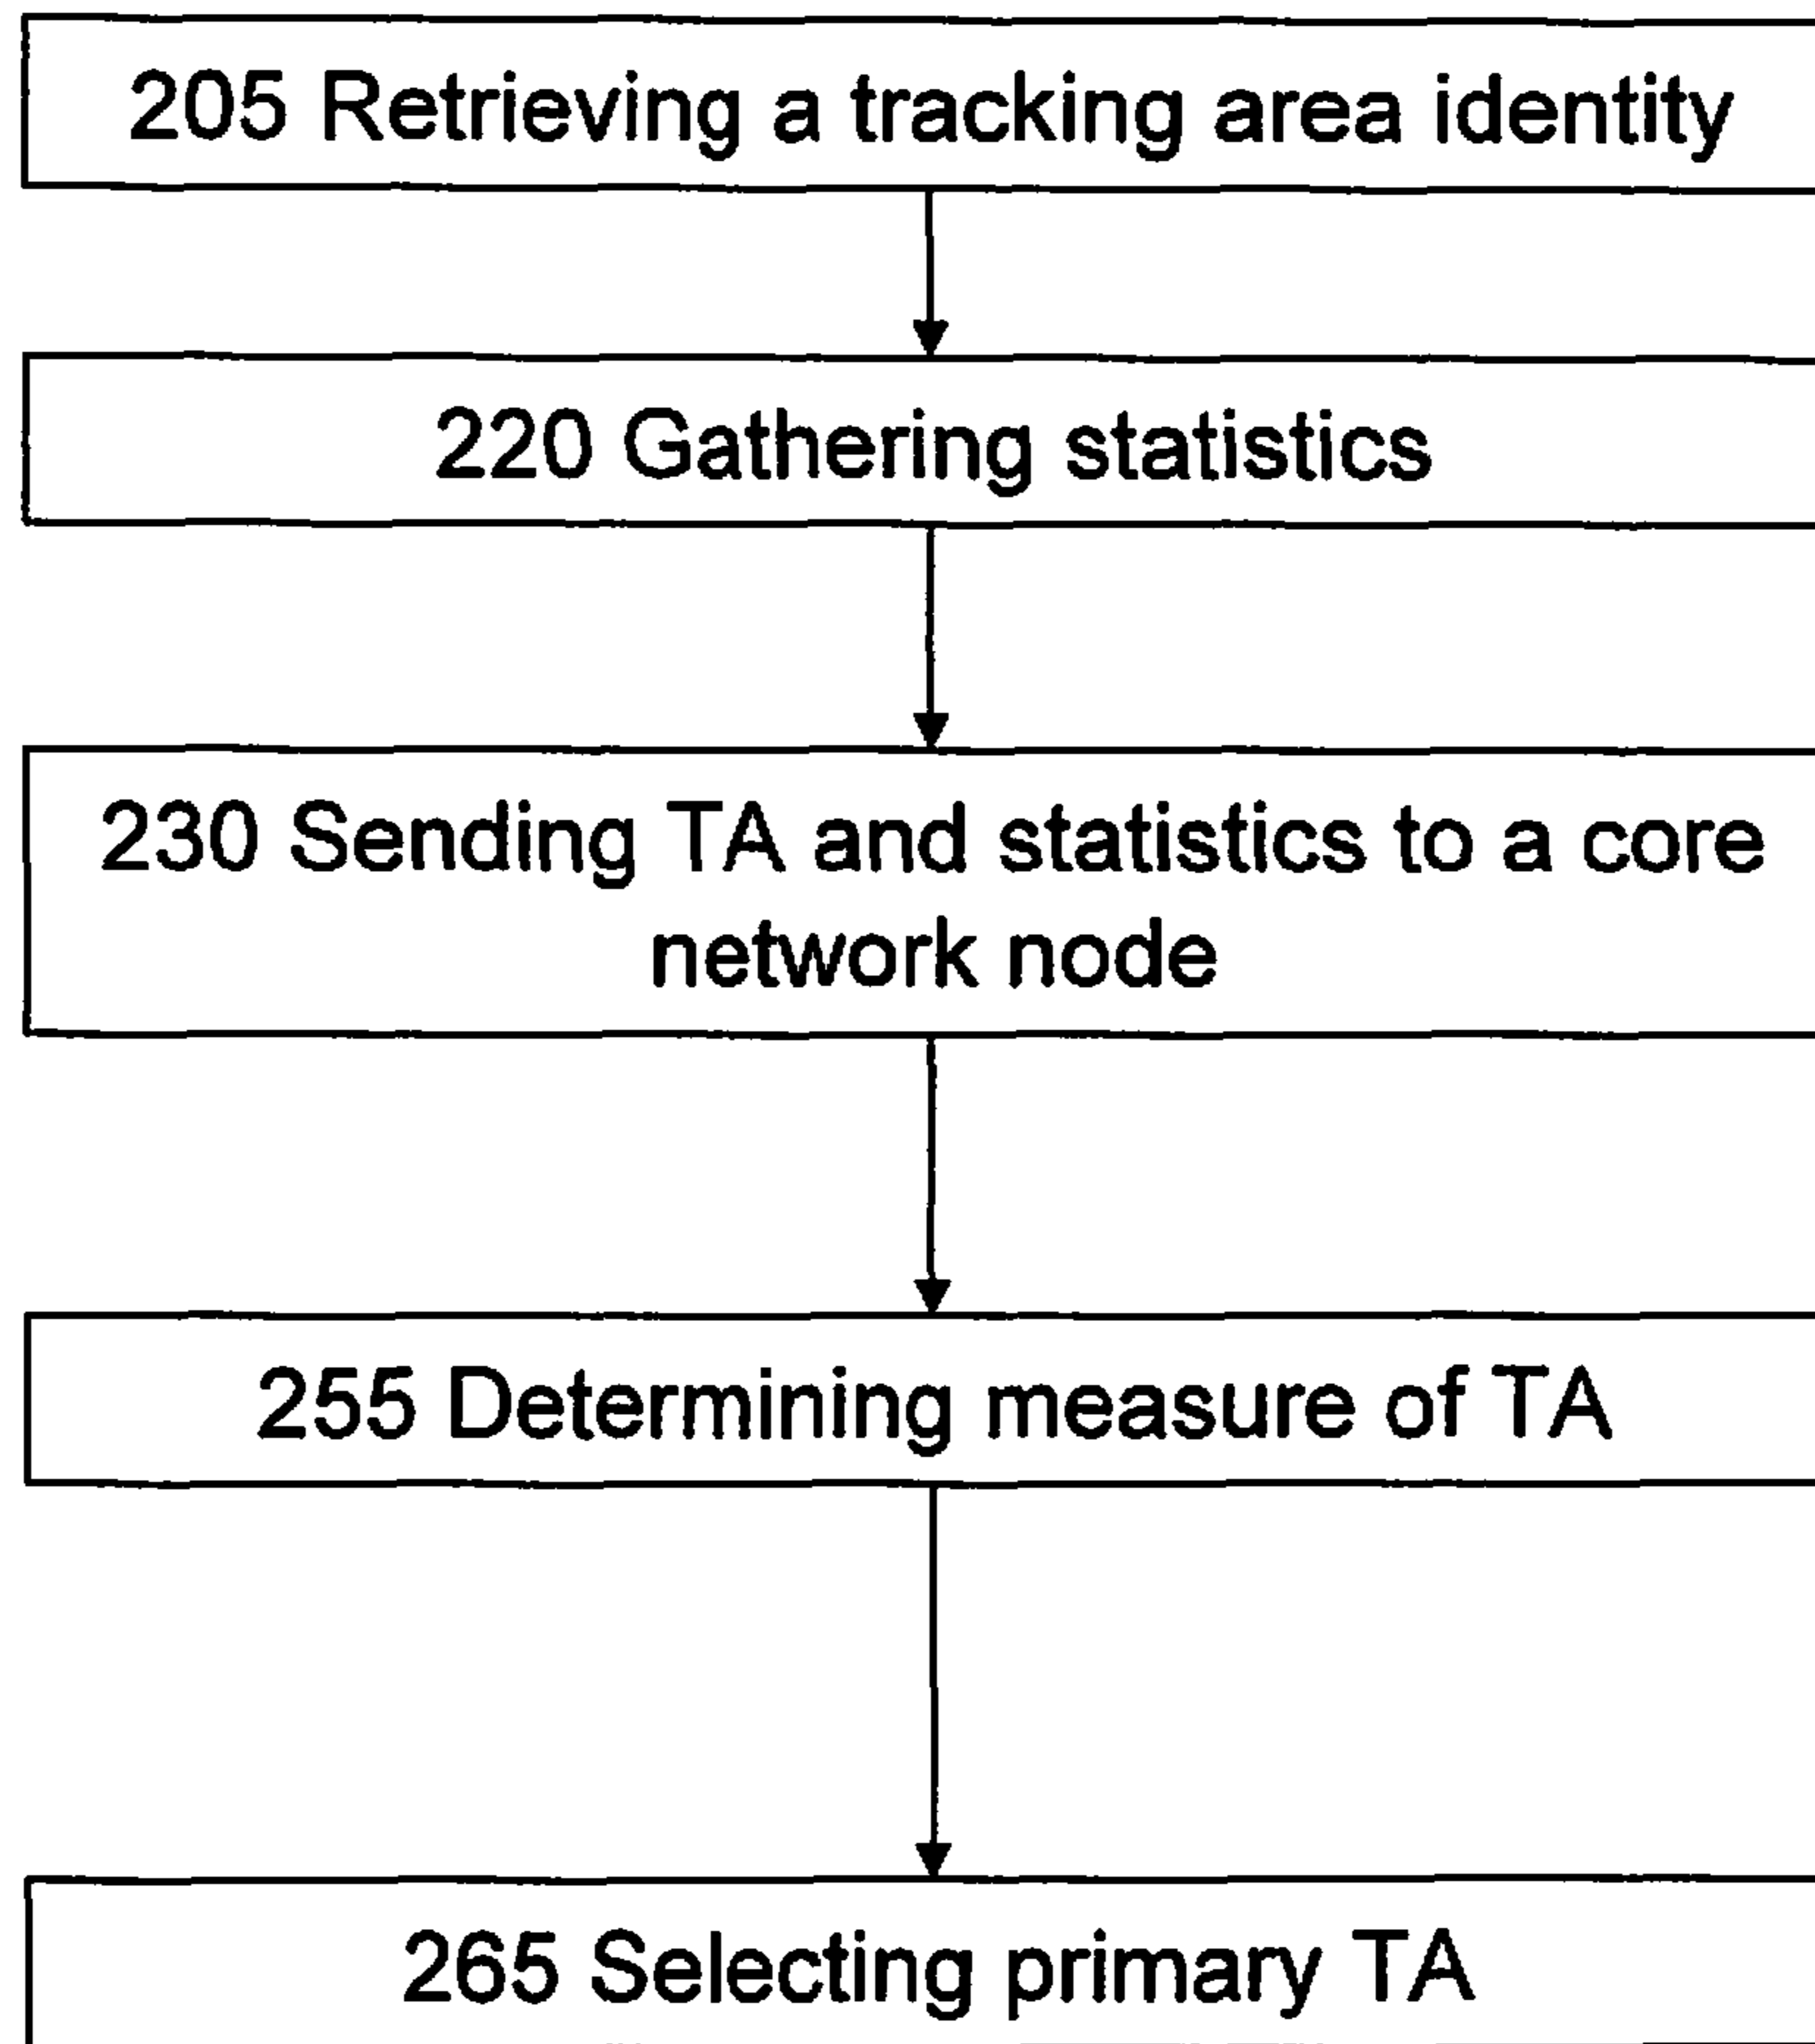 205 Retrieving a tracking area identity
220 Gathering statistics
230 Sending TA and statistics to a core
network node
255 Determining measure of TA
265 Selecting primary TA